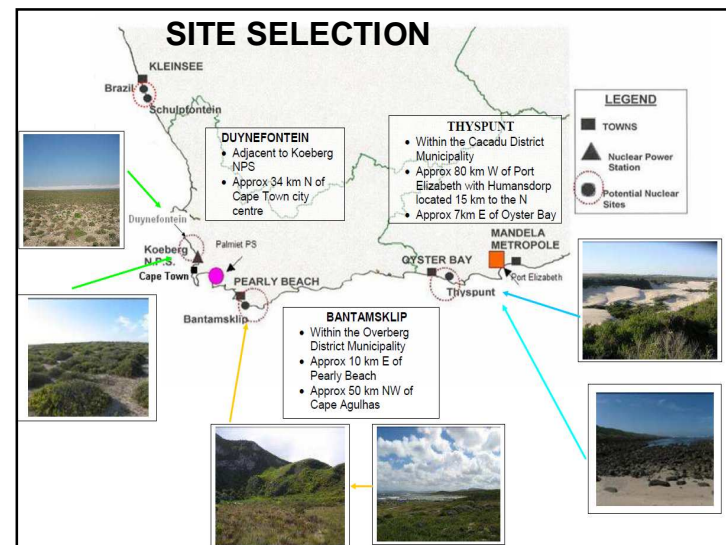 SITE SELECTION
KLEINSEE
Brazil
Schulpfontein
DUYNEFONTEIN
• Adjacent to Koeberg
NPS
• Approx 34 km N of
Cape Town city
centre
THYSPUNT
• Within the Cacadu District
Municipality
• Approx 80 km W of Port
Elizabeth with Humansdorp
located 15 km to the N
• Approx 7km E of Oyster Bay
LEGEND
TOWNS
Nuclear Power
Station
Potential Nuclear
Sites
Duynefontein
Koeberg
N.P.S.
Cape Town
Palmiet PS
PEARLY BEACH
Bantamsklip
OYSTER BAY
Thyspunt
MANDELA
METROPOLE
Port Elizabeth
BANTAMSKLIP
• Within the Overberg
District Municipality
• Approx 10 km E of
Pearly Beach
• Approx 50 km NW of
Cape Agulhas